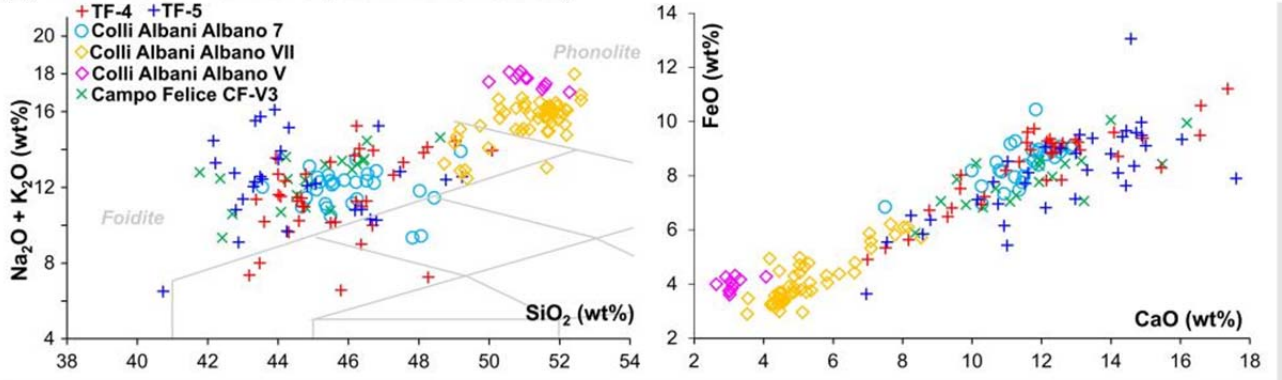 TF-4 TF-5
Colli Albani Albano 7
Colli Albani Albano VII
Colli Albani Albano V
Campo Felice CF-V3
Phonolite
Foidite
Na₂O + K₂O (wt%)
20
18
16
14
12
10
8
6
4
SiO₂ (wt%)
38 40 42 44 46 48 50 52 54
FeO (wt%)
14
12
10
8
6
4
2
CaO (wt%)
2 4 6 8 10 12 14 16 18